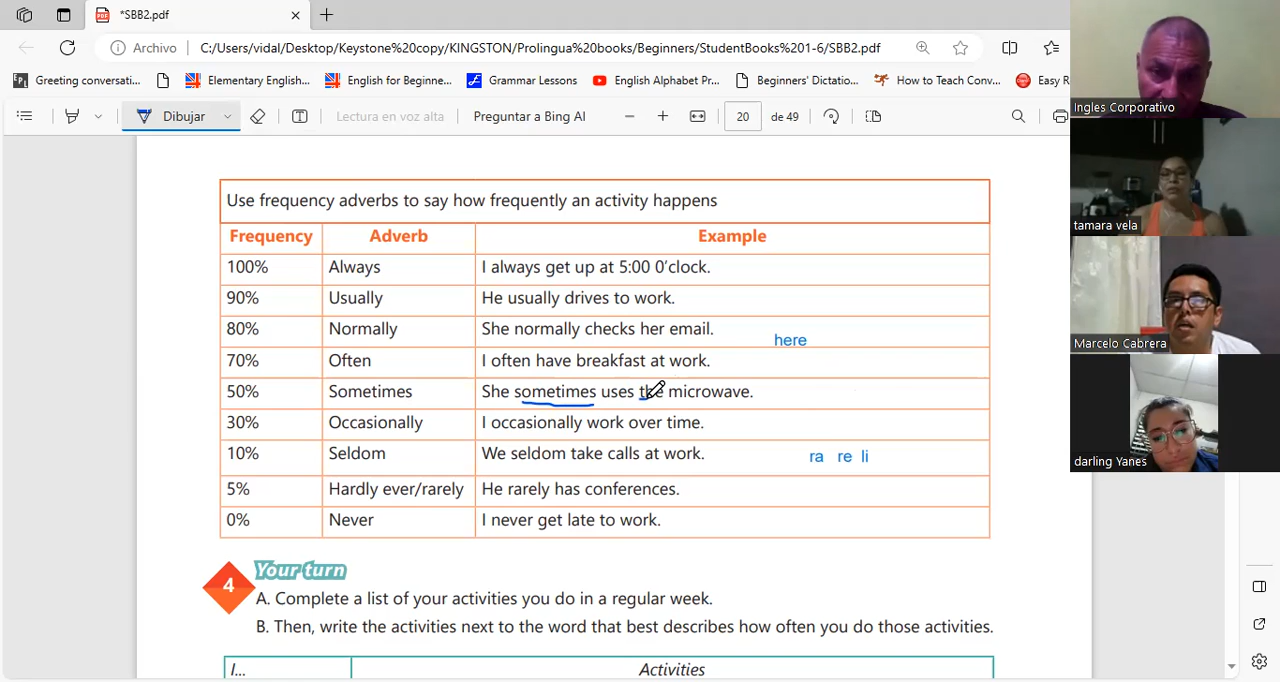 *SBB2.pdf
Archivo C:/Users/vidal/Desktop/Keystone%20copy/KINGSTON/Prolingua%20books/Beginners/StudentBooks%201-6/SBB2.pdf
Greeting conversati... Elementary English... English for Beginne... Grammar Lessons English Alphabet Pr... Beginners' Dictatio... How to Teach Conv... Easy R
Dibujar Lectura en voz alta Preguntar a Bing AI 20 de 49
Use frequency adverbs to say how frequently an activity happens
Frequency Adverb Example
100% Always I always get up at 5:00 0'clock.
90% Usually He usually drives to work.
80% Normally She normally checks her email.
here
70% Often I often have breakfast at work.
50% Sometimes She sometimes uses the microwave.
30% Occasionally I occasionally work over time.
10% Seldom We seldom take calls at work. ra re li
5% Hardly ever/rarely He rarely has conferences.
0% Never I never get late to work.
4 Your turn
A. Complete a list of your activities you do in a regular week.
B. Then, write the activities next to the word that best describes how often you do those activities.
I... Activities
Ingles Corporativo
tamara vela
Marcelo Cabrera
darling Yanes